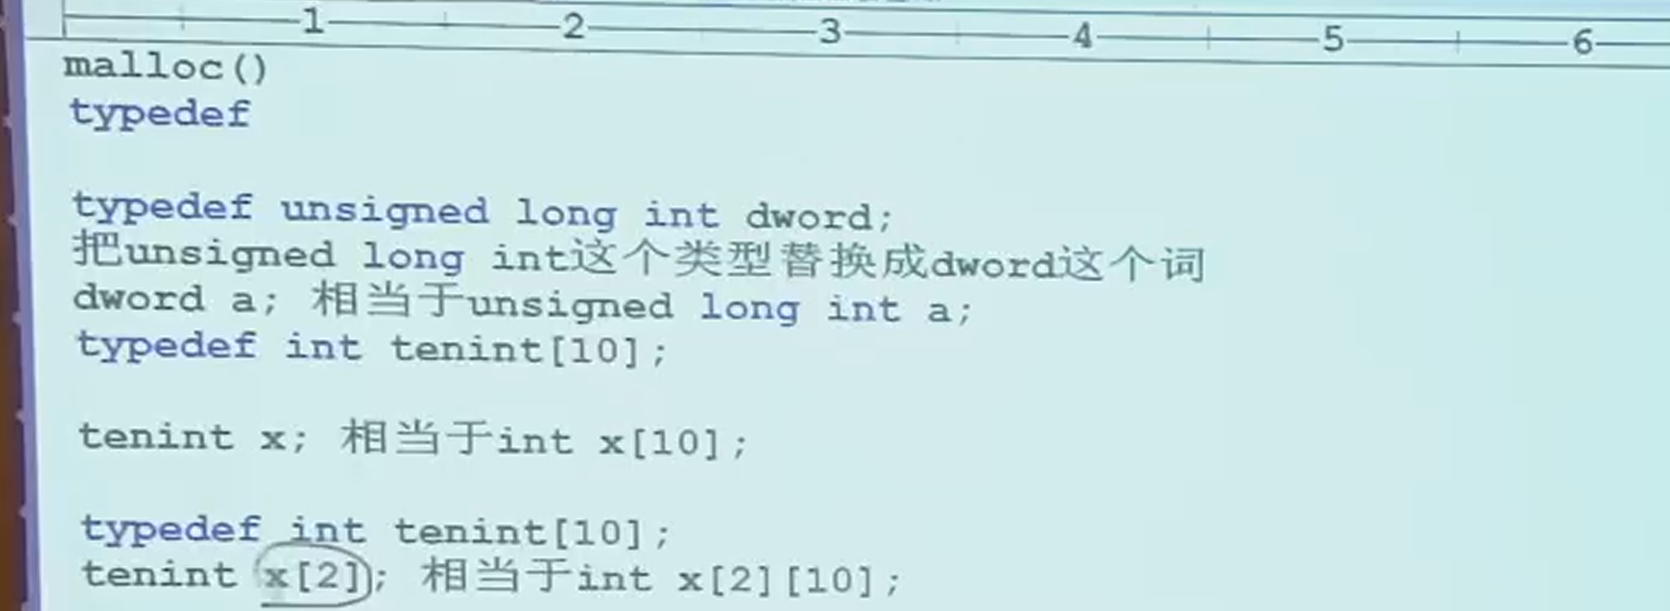 1 2 3 4 5 6
malloc()
typedef
typedef unsigned long int dword;
把unsigned long int这个类型替换成dword这个词
dword a; 相当于unsigned long int a;
typedef int tenint[10];
tenint x; 相当于int x[10];
typedef int tenint[10];
tenint x[2]; 相当于int x[2][10];